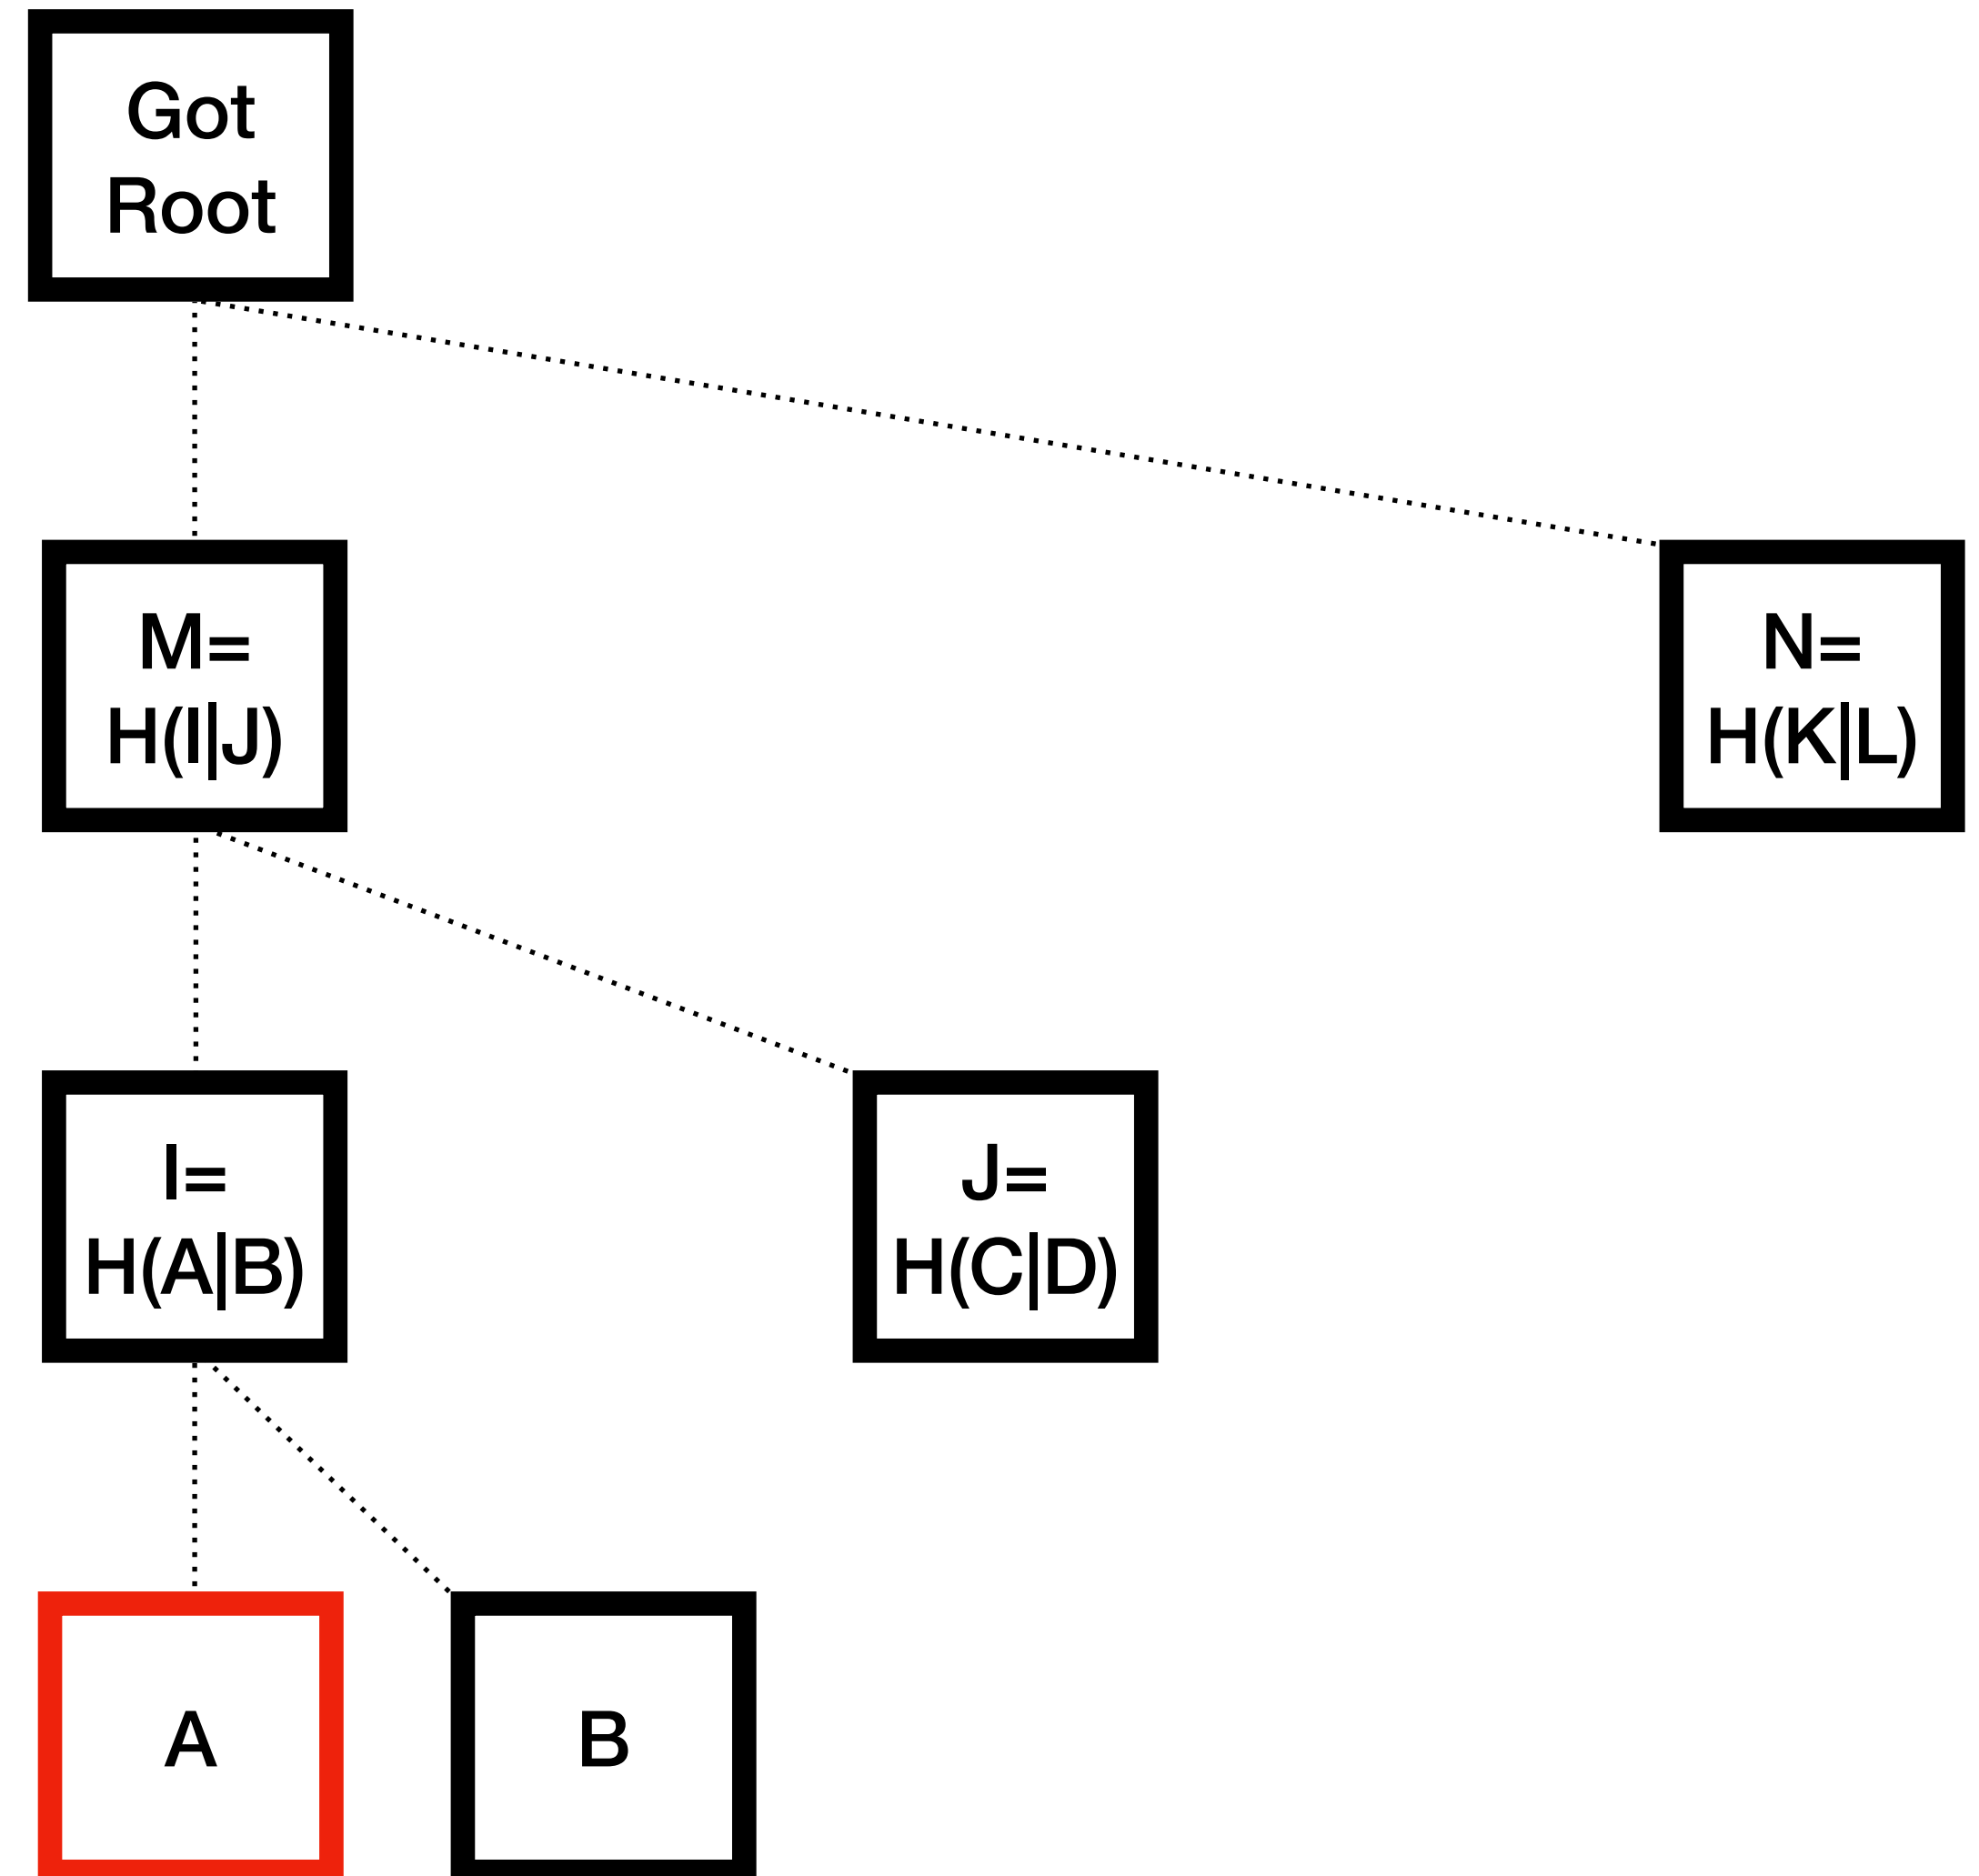 Got
Root
M=
H(I|J)
N=
H(K|L)
I=
H(A|B)
J=
H(C|D)
A
B